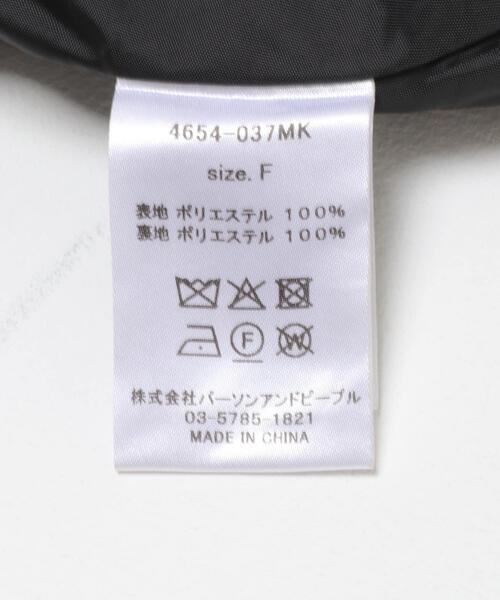 4654-037MK
size. F
表地 ポリエステル 100%
裏地 ポリエステル 100%
F W
株式会社パーソンアンドピープル
03-5785-1821
MADE IN CHINA